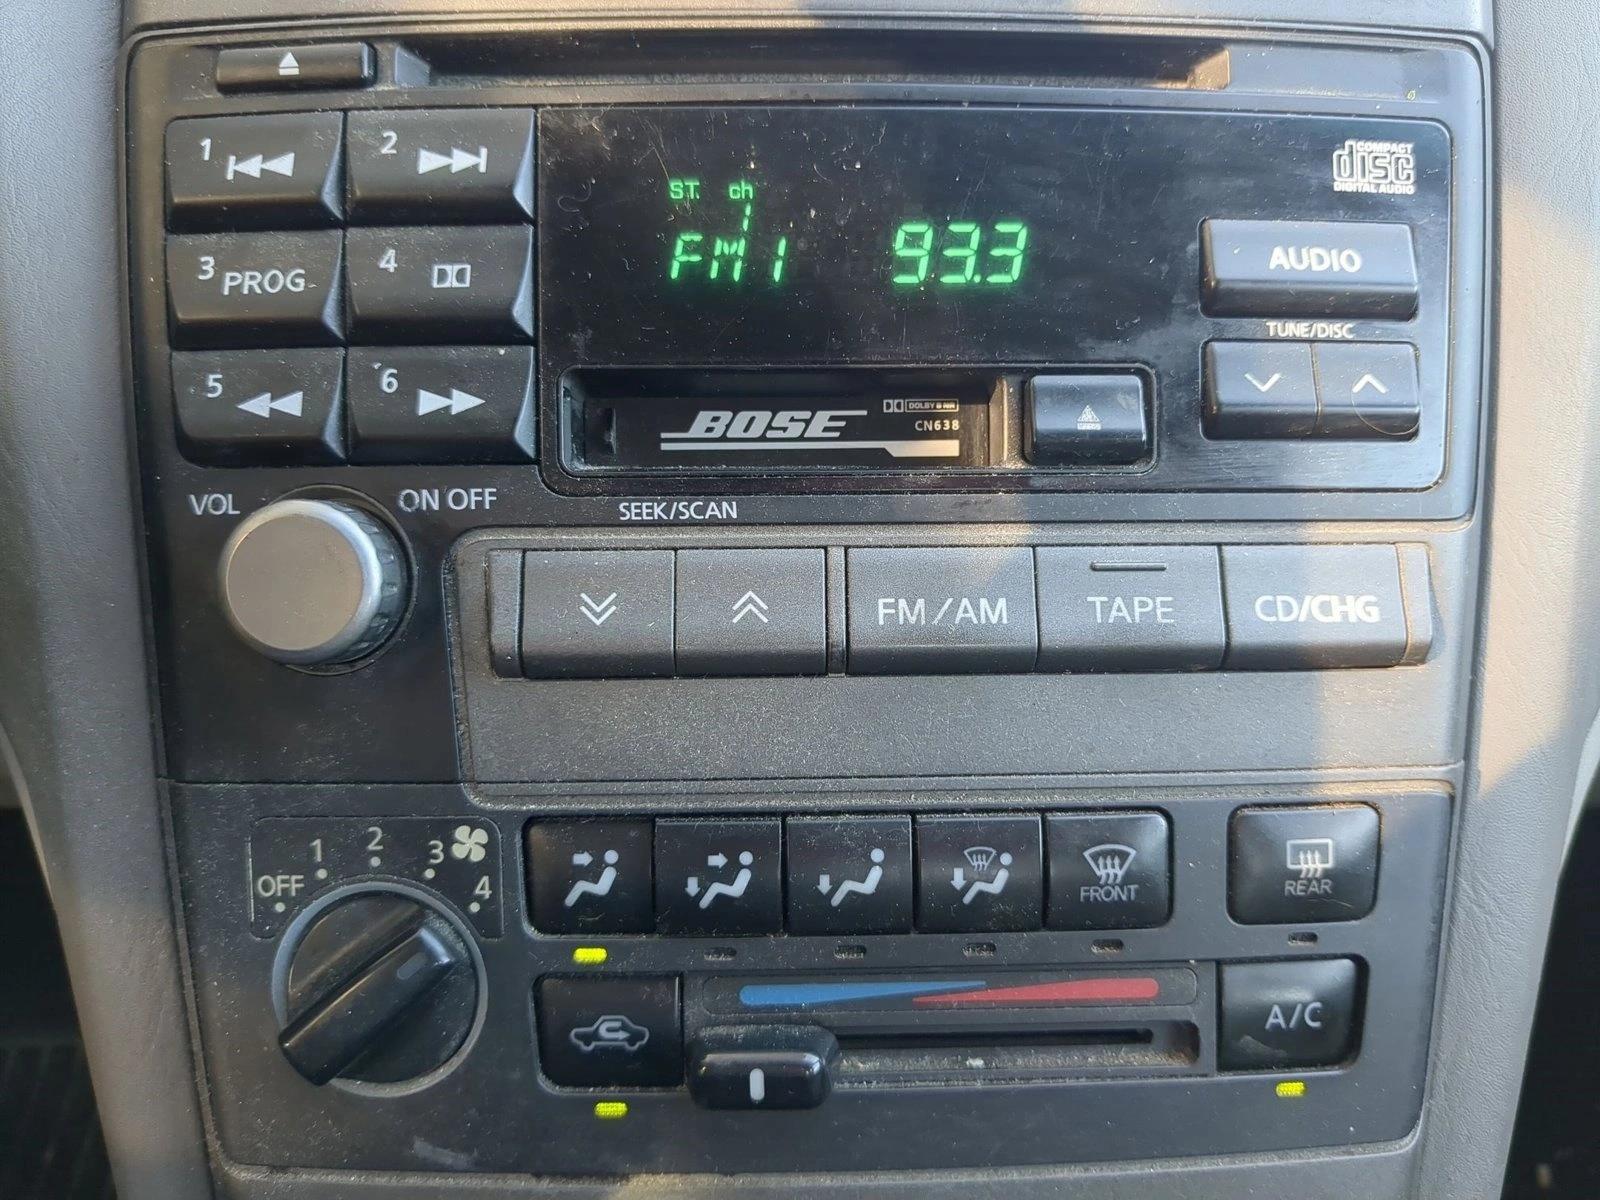 1
2
COMPACT
disc
DIGITAL AUDIO
ST. ch
1
FM 1 93.3
3 PROG
4
AUDIO
TUNE/DISC
5
6
BOSE
DOLBY B NR
CN638
VOL
ON OFF
SEEK/SCAN
FM/AM
TAPE
CD/CHG
OFF 1 2 3 4
FRONT
REAR
A/C